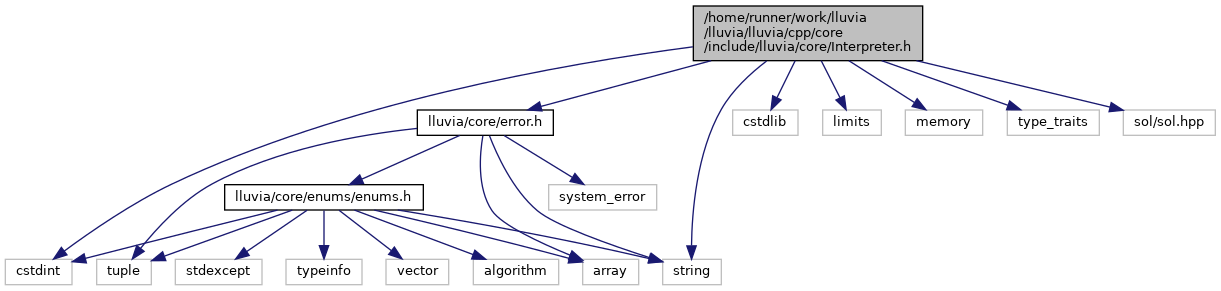 /home/runner/work/lluvia
/lluvia/lluvia/cpp/core
/include/lluvia/core/Interpreter.h
lluvia/core/error.h
cstdlib
limits
memory
type_traits
sol/sol.hpp
lluvia/core/enums/enums.h
system_error
cstdint
tuple
stdexcept
typeinfo
vector
algorithm
array
string